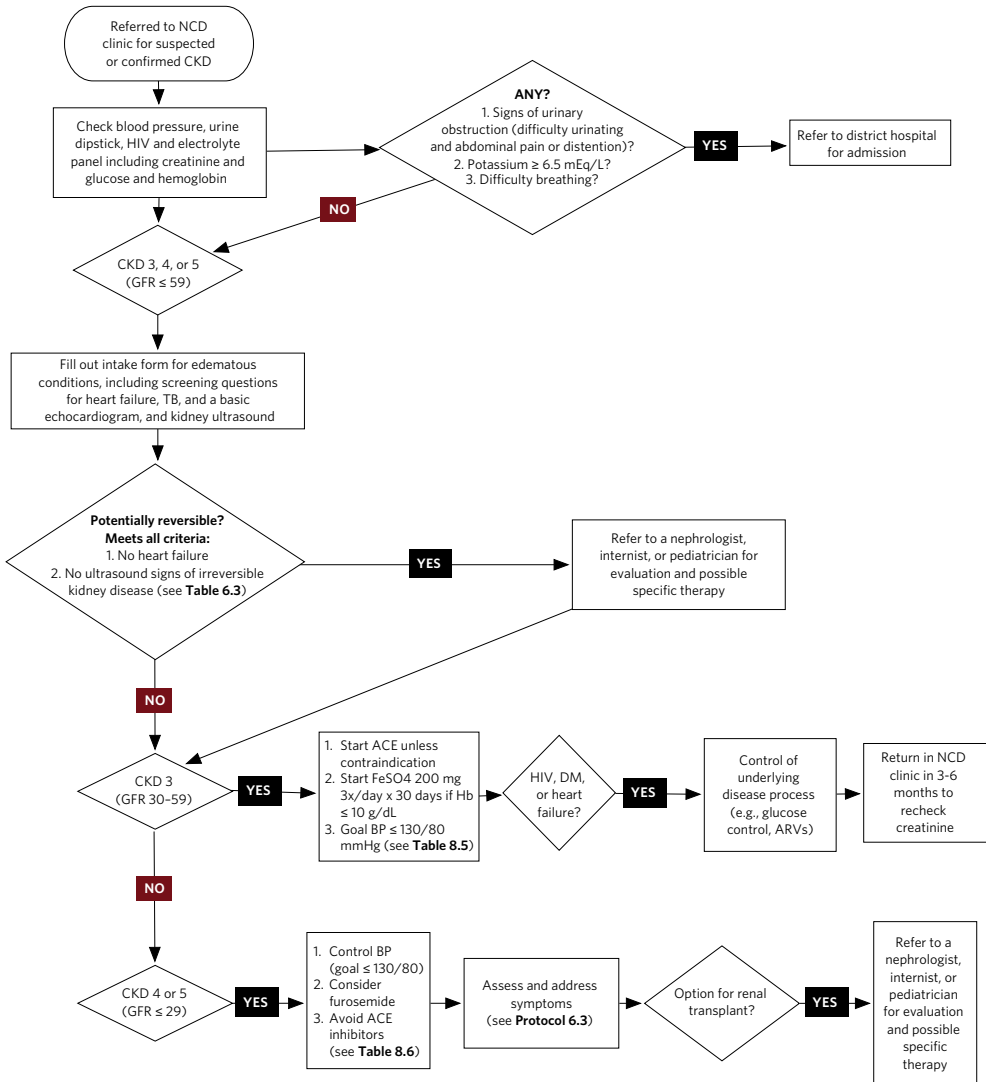 Referred to NCD
clinic for suspected
or confirmed CKD
Check blood pressure, urine
dipstick, HIV and electrolyte
panel including creatinine and
glucose and hemoglobin
ANY?
1. Signs of urinary
obstruction (difficulty urinating
and abdominal pain or distention)?
2. Potassium ≥ 6.5 mEq/L?
3. Difficulty breathing?
YES
Refer to district hospital
for admission
NO
CKD 3, 4, or 5
(GFR ≤ 59)
Fill out intake form for edematous
conditions, including screening questions
for heart failure, TB, and a basic
echocardiogram, and kidney ultrasound
Potentially reversible?
Meets all criteria:
1. No heart failure
2. No ultrasound signs of irreversible
kidney disease (see Table 6.3)
YES
Refer to a nephrologist,
internist, or pediatrician for
evaluation and possible
specific therapy
NO
CKD 3
(GFR 30–59)
YES
1. Start ACE unless
contraindication
2. Start FeSO4 200 mg
3x/day x 30 days if Hb
≤ 10 g/dL
3. Goal BP ≤ 130/80
mmHg (see Table 8.5)
HIV, DM,
or heart
failure?
YES
Control of
underlying
disease process
(e.g., glucose
control, ARVs)
Return in NCD
clinic in 3-6
months to
recheck
creatinine
NO
CKD 4 or 5
(GFR ≤ 29)
YES
1. Control BP
(goal ≤ 130/80)
2. Consider
furosemide
3. Avoid ACE
inhibitors
(see Table 8.6)
Assess and address
symptoms
(see Protocol 6.3)
Option for renal
transplant?
YES
Refer to a
nephrologist,
internist, or
pediatrician
for evaluation
and possible
specific
therapy